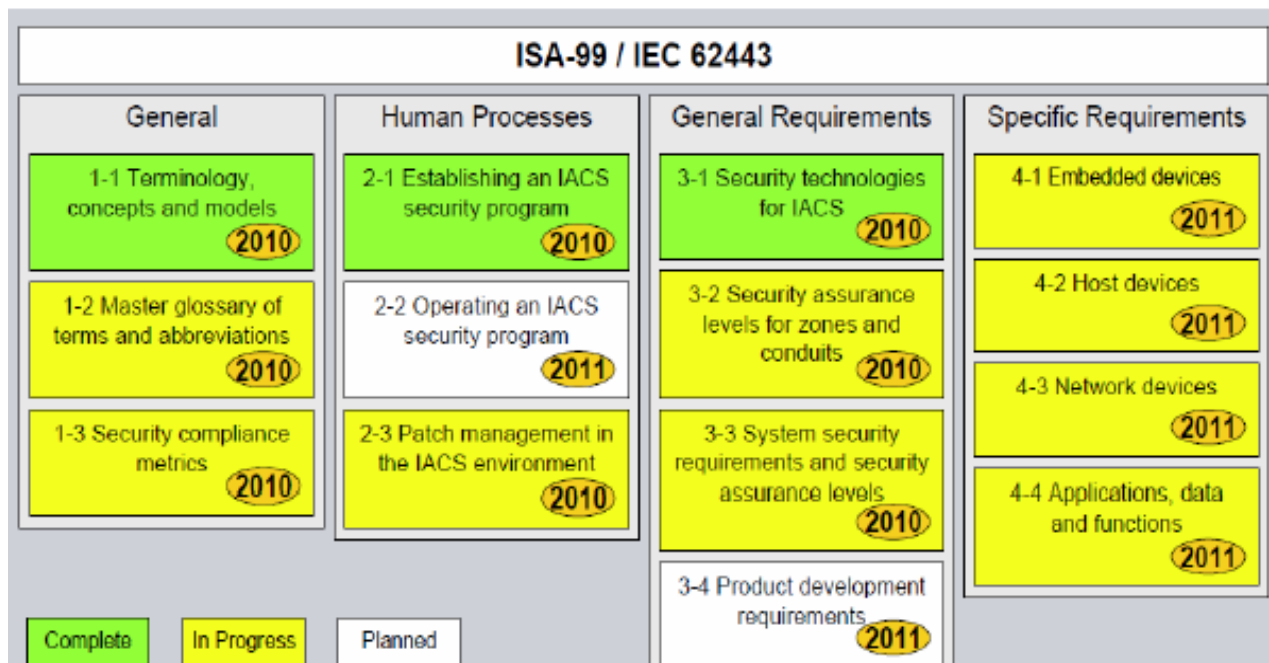 ISA-99 / IEC 62443
General
1-1 Terminology,
concepts and models
2010
1-2 Master glossary of
terms and abbreviations
2010
1-3 Security compliance
metrics
2010
Human Processes
2-1 Establishing an IACS
security program
2010
2-2 Operating an IACS
security program
2011
2-3 Patch management in
the IACS environment
2010
General Requirements
3-1 Security technologies
for IACS
2010
3-2 Security assurance
levels for zones and
conduits
2010
3-3 System security
requirements and security
assurance levels
2010
3-4 Product development
requirements
2011
Specific Requirements
4-1 Embedded devices
2011
4-2 Host devices
2011
4-3 Network devices
2011
4-4 Applications, data
and functions
2011
Complete
In Progress
Planned